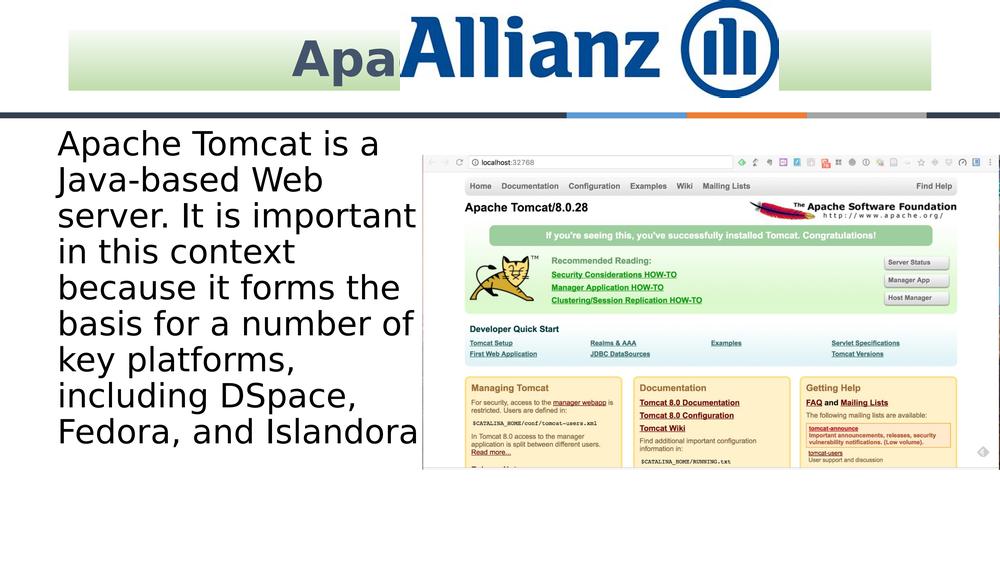 Apa
Allianz
Apache Tomcat is a
Java-based Web
server. It is important
in this context
because it forms the
basis for a number of
key platforms,
including DSpace,
Fedora, and Islandora
localhost:32768
Home Documentation Configuration Examples Wiki Mailing Lists Find Help
Apache Tomcat/8.0.28
The Apache Software Foundation
http://www.apache.org/
If you're seeing this, you've successfully installed Tomcat. Congratulations!
TM
Recommended Reading:
Security Considerations HOW-TO
Manager Application HOW-TO
Clustering/Session Replication HOW-TO
Server Status
Manager App
Host Manager
Developer Quick Start
Tomcat Setup
First Web Application
Realms & AAA
JDBC DataSources
Examples
Servlet Specifications
Tomcat Versions
Managing Tomcat
For security, access to the manager webapp is
restricted. Users are defined in:
$CATALINA_HOME/conf/tomcat-users.xml
In Tomcat 8.0 access to the manager
application is split between different users.
Read more...
Documentation
Tomcat 8.0 Documentation
Tomcat 8.0 Configuration
Tomcat Wiki
Find additional important configuration
information in:
$CATALINA_HOME/RUNNING.txt
Getting Help
FAQ and Mailing Lists
The following mailing lists are available:
tomcat-announce
Important announcements, releases, security
vulnerability notifications. (Low volume).
tomcat-users
User support and discussion